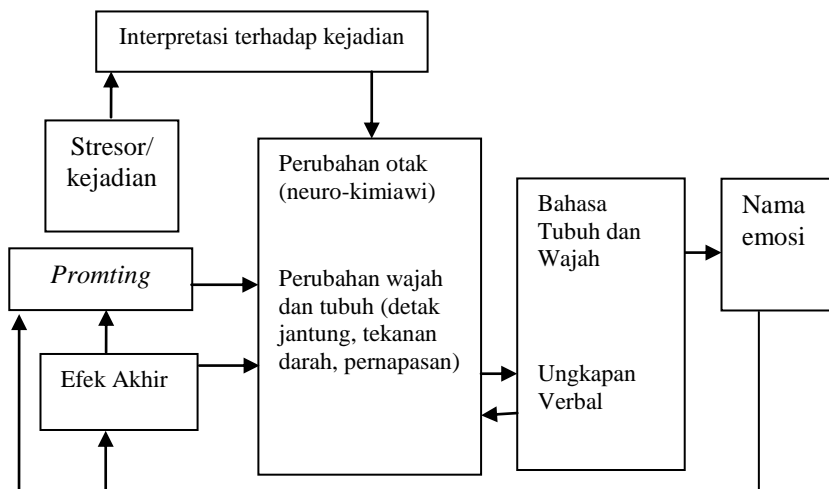 Interpretasi terhadap kejadian
Stresor/
kejadian
Perubahan otak
(neuro-kimiawi)
Perubahan wajah
dan tubuh (detak
jantung, tekanan
darah, pernapasan)
Bahasa
Tubuh dan
Wajah
Ungkapan
Verbal
Nama
emosi
Promting
Efek Akhir